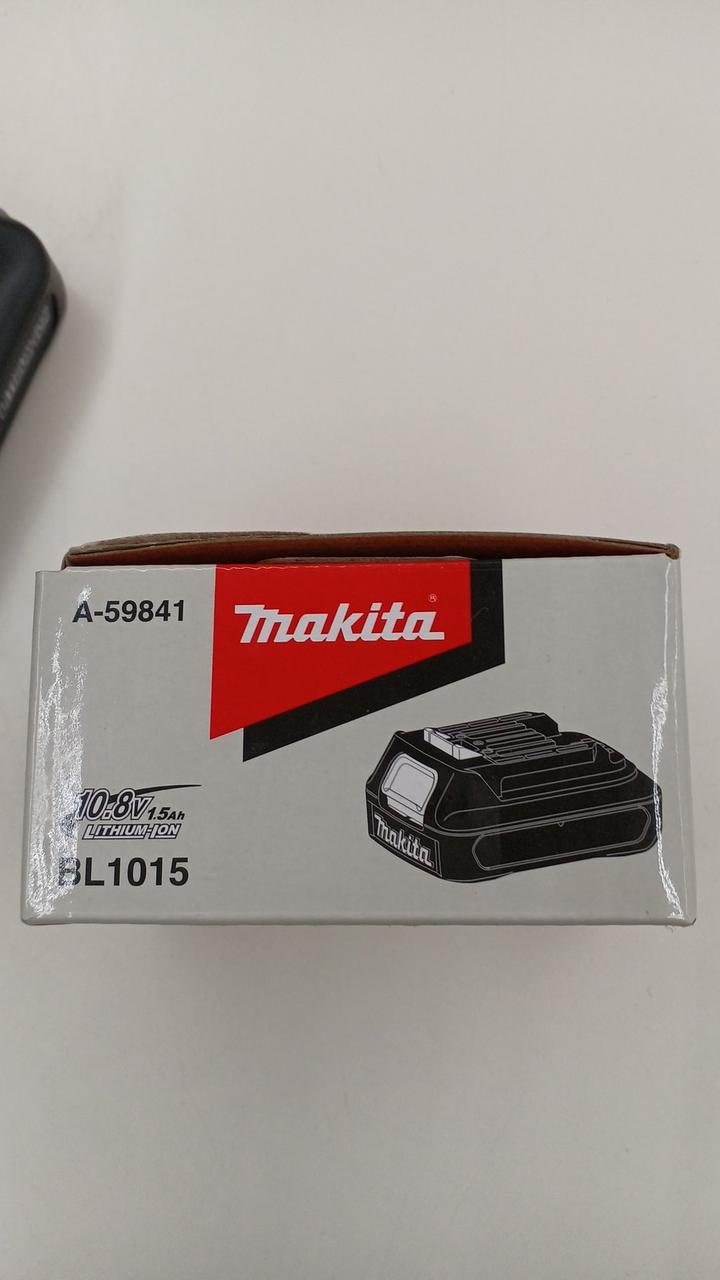 A-59841
makita®
10.8V 1.5Ah
LITHIUM-ION
BL1015
makita